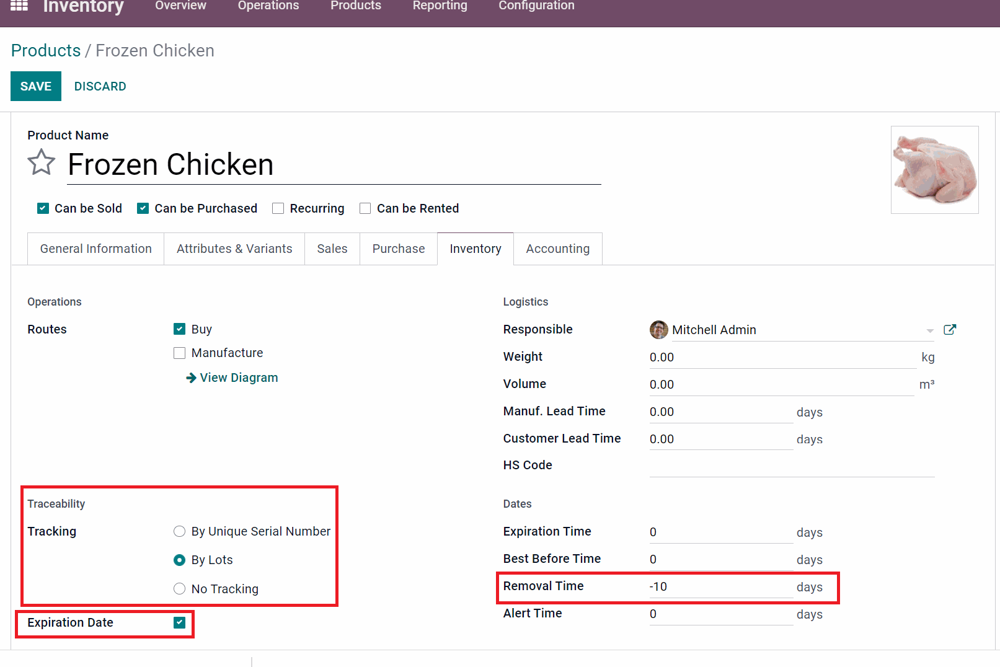 Inventory Overview Operations Products Reporting Configuration
Products / Frozen Chicken
SAVE DISCARD
Product Name
Frozen Chicken
Can be Sold Can be Purchased Recurring Can be Rented
General Information Attributes & Variants Sales Purchase Inventory Accounting
Operations
Routes Buy
Manufacture
View Diagram
Logistics
Responsible Mitchell Admin
Weight 0.00 kg
Volume 0.00 m³
Manuf. Lead Time 0.00 days
Customer Lead Time 0.00 days
HS Code
Traceability
Tracking By Unique Serial Number
By Lots
No Tracking
Expiration Date
Dates
Expiration Time 0 days
Best Before Time 0 days
Removal Time -10 days
Alert Time 0 days